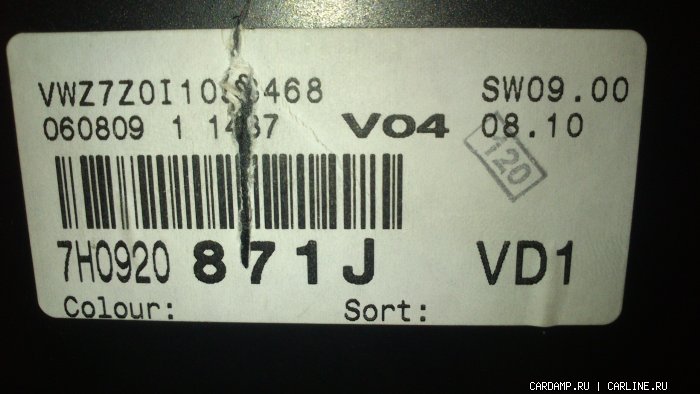 SW09.00
060809 1 V04 08.10
120
7H0920 871J VD1
Colour: Sort:
CARDAMP.RU | CARLINE.RU